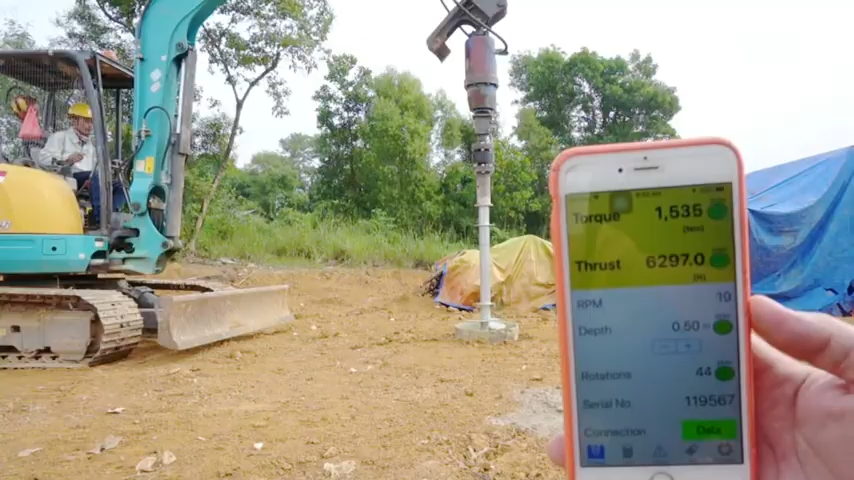 Torque 1,535
Thrust 6297.0
RPM 10
Depth 0.50
Rotations 44
Serial No. 119567
Connection Data